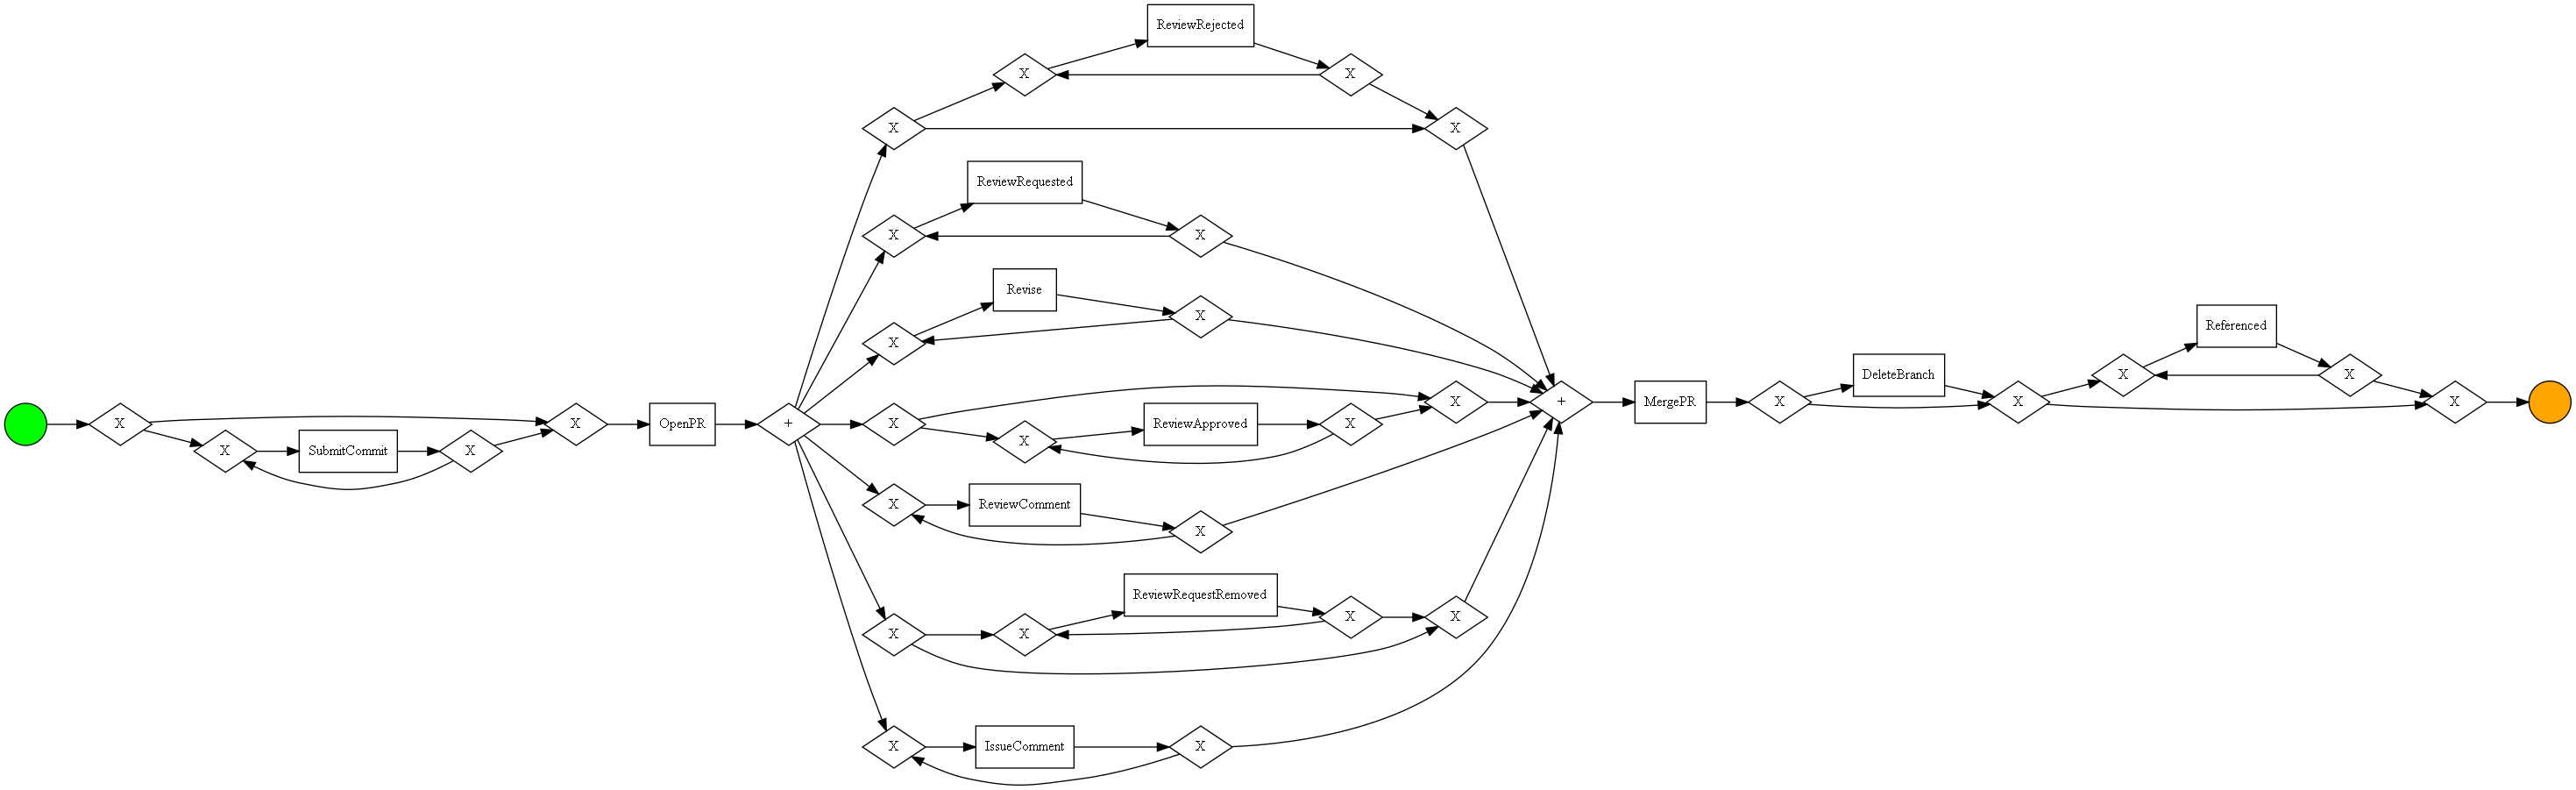 ReviewRejected
X
X
X
X
ReviewRequested
X
X
Revise
X
X
X
X
SubmitCommit
X
X
OpenPR
+
X
X
ReviewApproved
X
X
+
MergePR
X
DeleteBranch
X
X
Referenced
X
X
X
ReviewComment
X
X
X
ReviewRequestRemoved
X
X
X
IssueComment
X